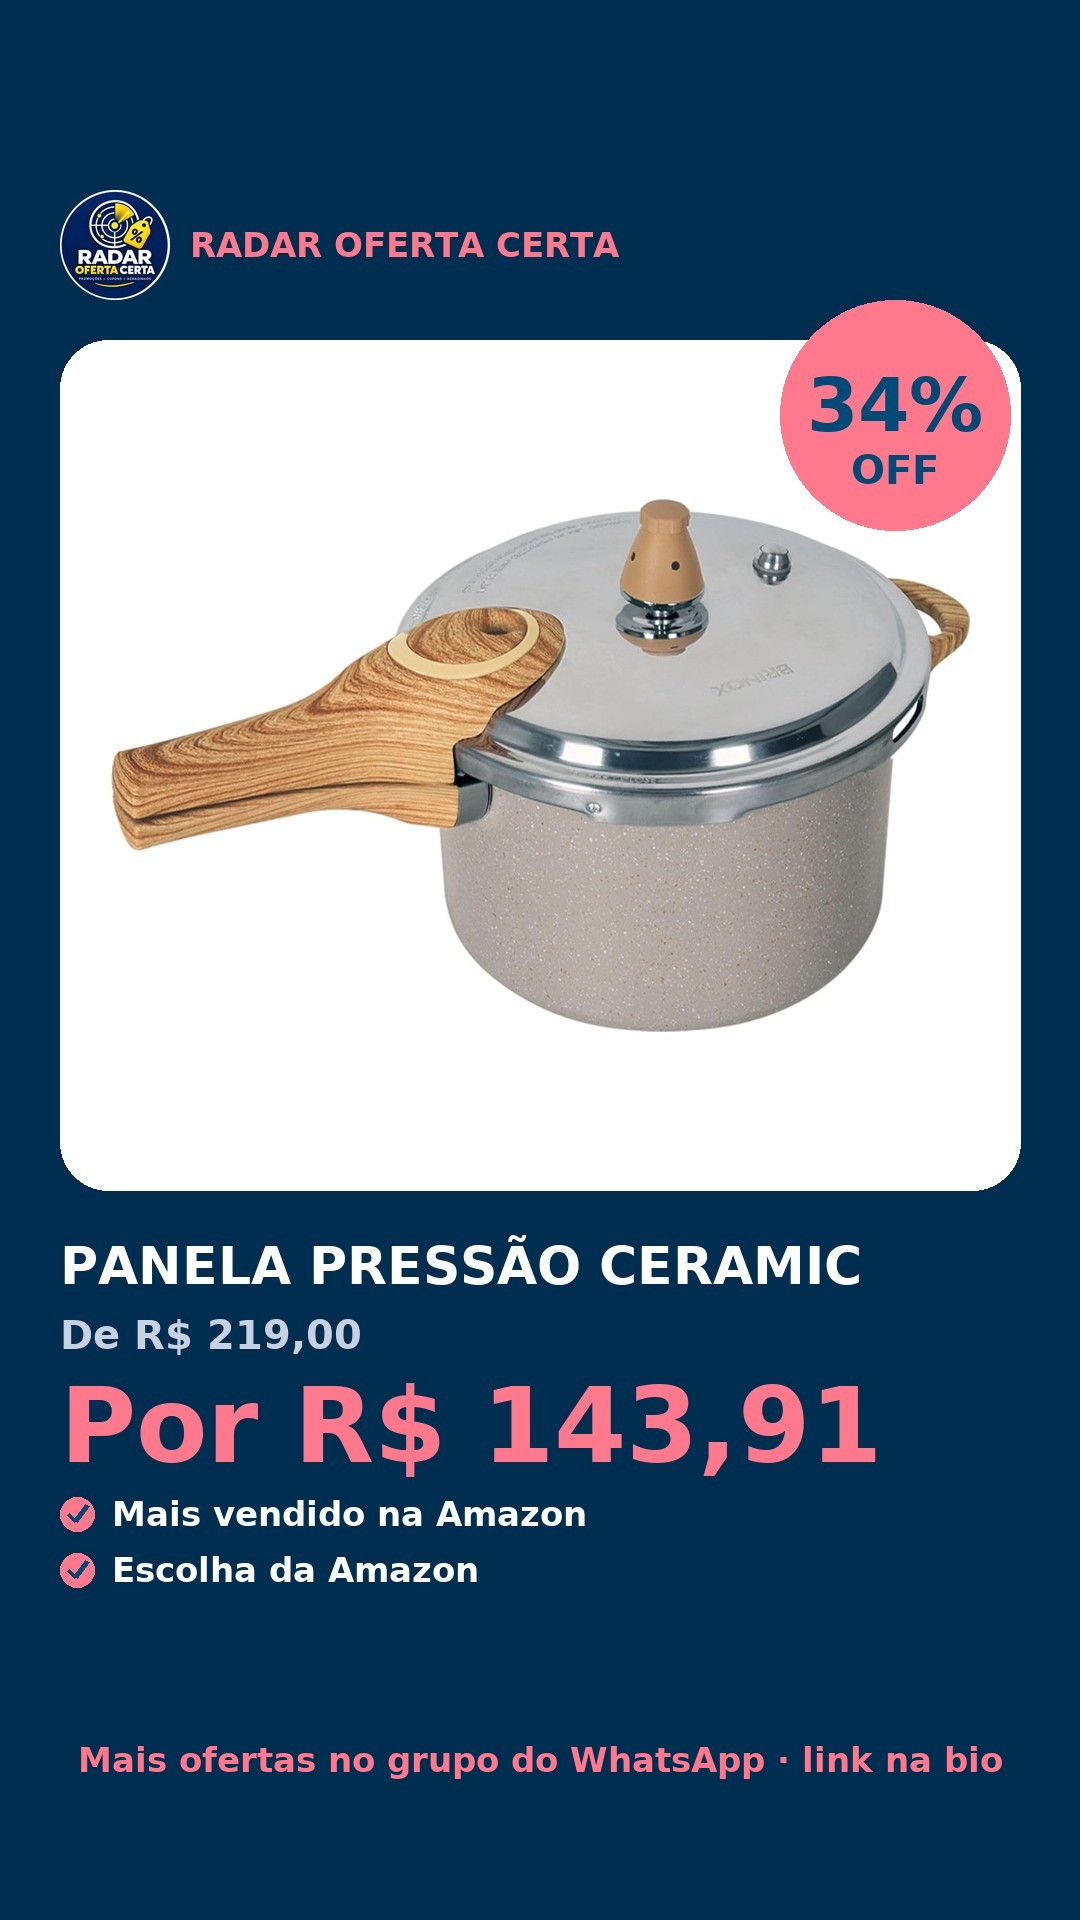 RADAR
OFERTA CERTA
RADAR OFERTA CERTA
34%
OFF
BRINOX
PANELA PRESSÃO CERAMIC
De R$ 219,00
Por R$ 143,91
Mais vendido na Amazon
Escolha da Amazon
Mais ofertas no grupo do WhatsApp · link na bio